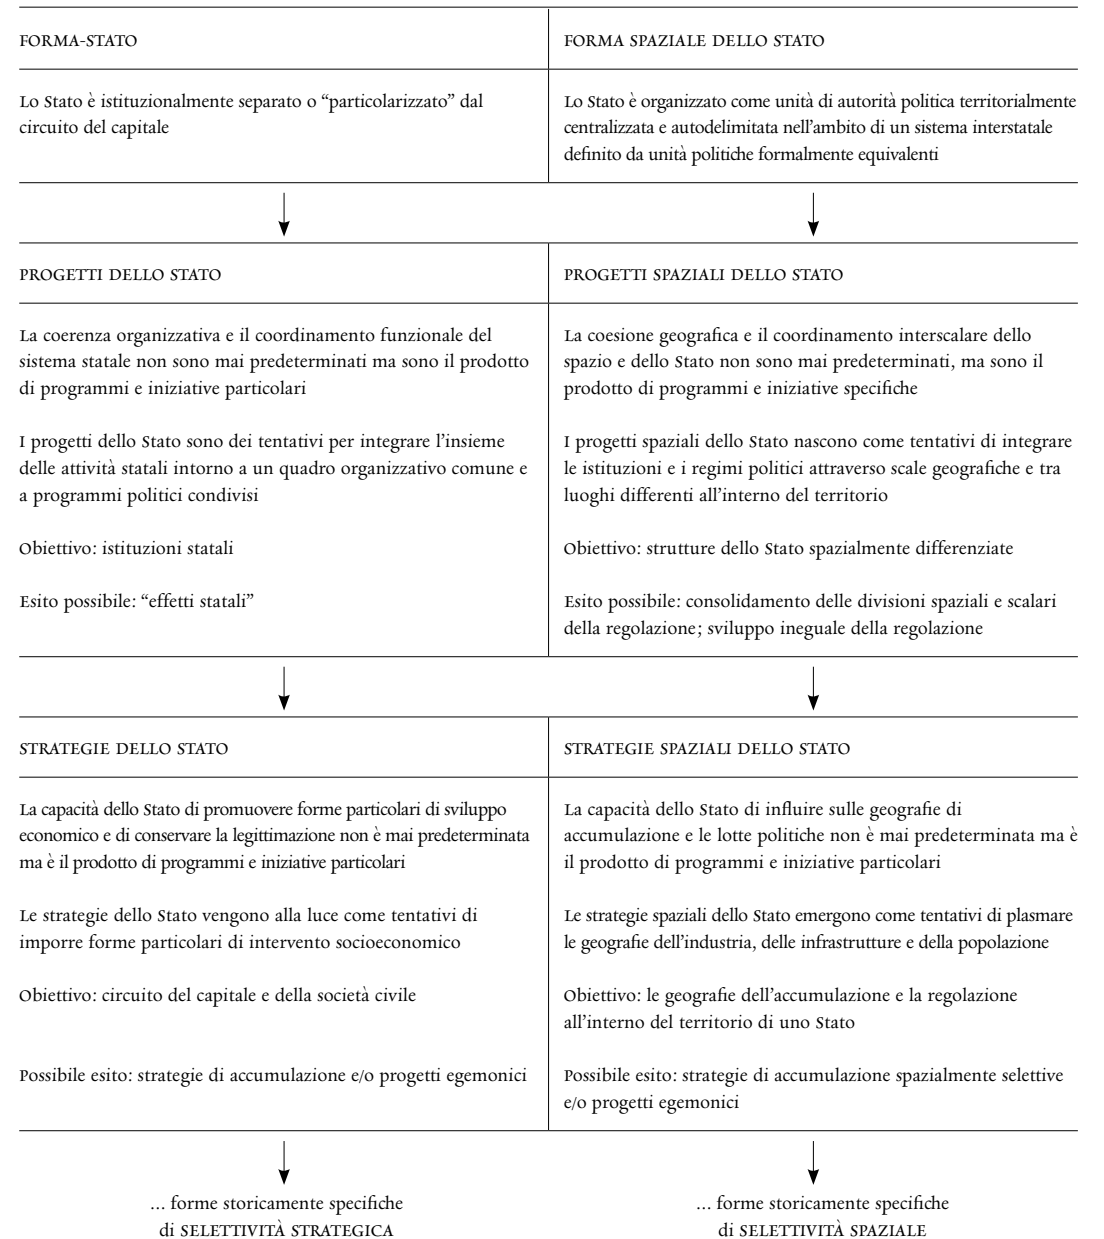 FORMA-STATO
Lo Stato è istituzionalmente separato o “particolarizzato” dal
circuito del capitale
FORMA SPAZIALE DELLO STATO
Lo Stato è organizzato come unità di autorità politica territorialmente
centralizzata e autodelimitata nell’ambito di un sistema interstatale
definito da unità politiche formalmente equivalenti
PROGETTI DELLO STATO
La coerenza organizzativa e il coordinamento funzionale del
sistema statale non sono mai predeterminati ma sono il prodotto
di programmi e iniziative particolari
I progetti dello Stato sono dei tentativi per integrare l’insieme
delle attività statali intorno a un quadro organizzativo comune e
a programmi politici condivisi
Obiettivo: istituzioni statali
Esito possibile: “effetti statali”
PROGETTI SPAZIALI DELLO STATO
La coesione geografica e il coordinamento interscalare dello
spazio e dello Stato non sono mai predeterminati, ma sono il
prodotto di programmi e iniziative specifiche
I progetti spaziali dello Stato nascono come tentativi di integrare
le istituzioni e i regimi politici attraverso scale geografiche e tra
luoghi differenti all’interno del territorio
Obiettivo: strutture dello Stato spazialmente differenziate
Esito possibile: consolidamento delle divisioni spaziali e scalari
della regolazione; sviluppo ineguale della regolazione
STRATEGIE DELLO STATO
La capacità dello Stato di promuovere forme particolari di sviluppo
economico e di conservare la legittimazione non è mai predeterminata
ma è il prodotto di programmi e iniziative particolari
Le strategie dello Stato vengono alla luce come tentativi di
imporre forme particolari di intervento socioeconomico
Obiettivo: circuito del capitale e della società civile
Possibile esito: strategie di accumulazione e/o progetti egemonici
STRATEGIE SPAZIALI DELLO STATO
La capacità dello Stato di influire sulle geografie di
accumulazione e le lotte politiche non è mai predeterminata ma è
il prodotto di programmi e iniziative particolari
Le strategie spaziali dello Stato emergono come tentativi di plasmare
le geografie dell’industria, delle infrastrutture e della popolazione
Obiettivo: le geografie dell’accumulazione e la regolazione
all’interno del territorio di uno Stato
Possibile esito: strategie di accumulazione spazialmente selettive
e/o progetti egemonici
... forme storicamente specifiche
di SELETTIVITÀ STRATEGICA
... forme storicamente specifiche
di SELETTIVITÀ SPAZIALE